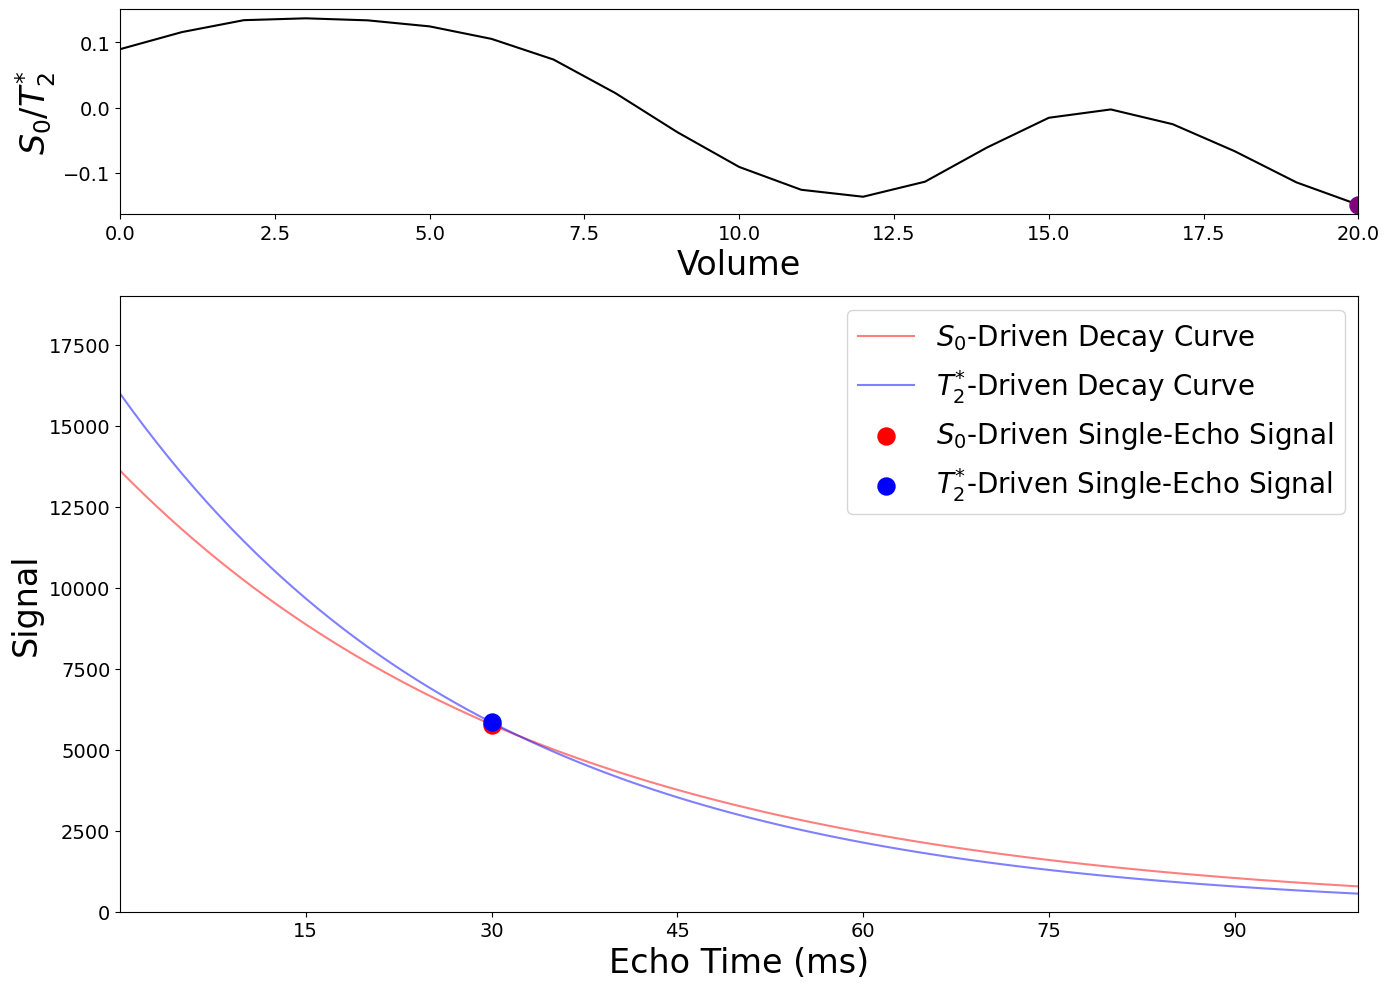 S₀/T₂*
0.1
0.0
−0.1
0.0 2.5 5.0 7.5 10.0 12.5 15.0 17.5 20.0
Volume
S₀-Driven Decay Curve
T₂*-Driven Decay Curve
S₀-Driven Single-Echo Signal
T₂*-Driven Single-Echo Signal
Signal
17500
15000
12500
10000
7500
5000
2500
0
15 30 45 60 75 90
Echo Time (ms)